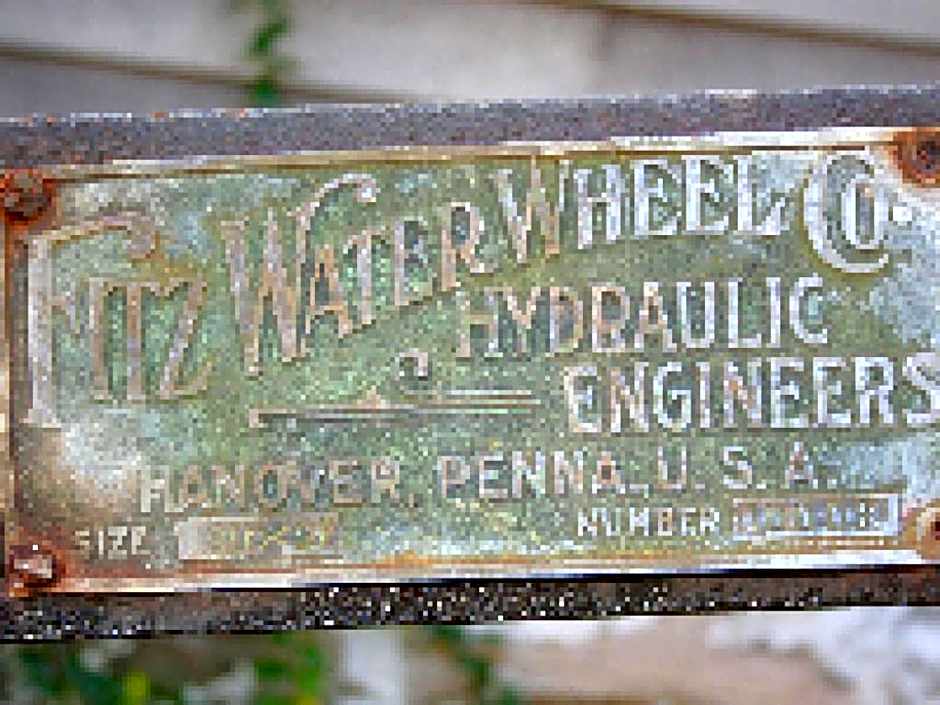 FITZ WATER WHEEL CO.
HYDRAULIC
ENGINEERS
HANOVER, PENNA., U. S. A.
SIZE NUMBER